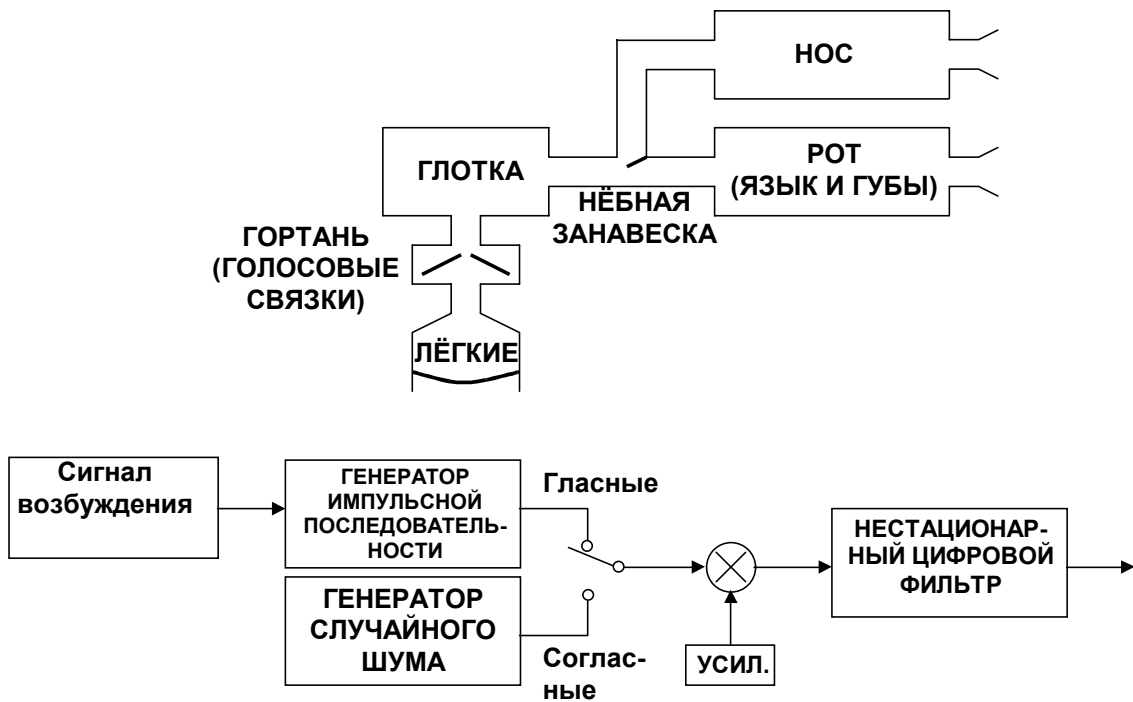 НОС
РОТ
(ЯЗЫК И ГУБЫ)
ГЛОТКА
НЁБНАЯ
ЗАНАВЕСКА
ГОРТАНЬ
(ГОЛОСОВЫЕ
СВЯЗКИ)
ЛЁГКИЕ
Сигнал
возбуждения
ГЕНЕРАТОР
ИМПУЛЬСНОЙ
ПОСЛЕДОВАТЕЛЬ-
НОСТИ
Гласные
ГЕНЕРАТОР
СЛУЧАЙНОГО
ШУМА
Соглас-
ные
УСИЛ.
НЕСТАЦИОНАР-
НЫЙ ЦИФРОВОЙ
ФИЛЬТР